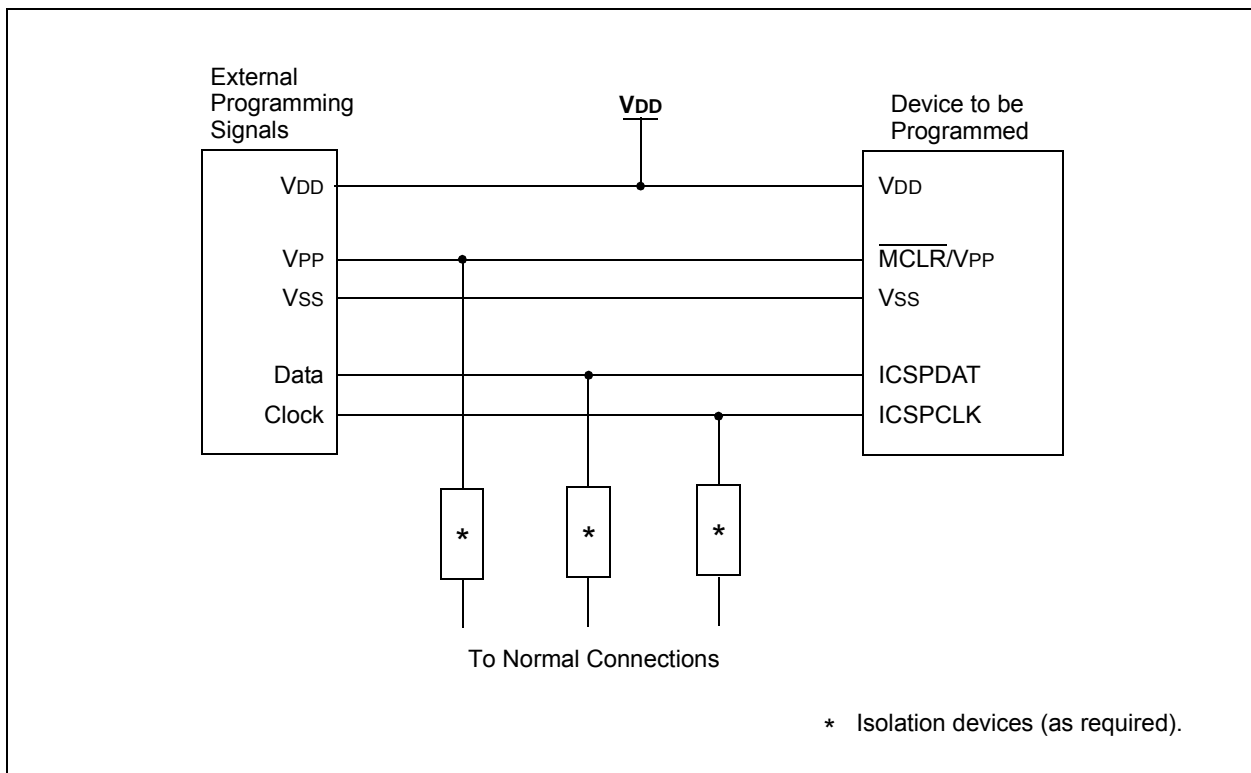 External
Programming
Signals
VDD
Device to be
Programmed
VDD
VDD
VPP
MCLR/VPP
VSS
VSS
Data
ICSPDAT
Clock
ICSPCLK
*
*
*
To Normal Connections
* Isolation devices (as required).